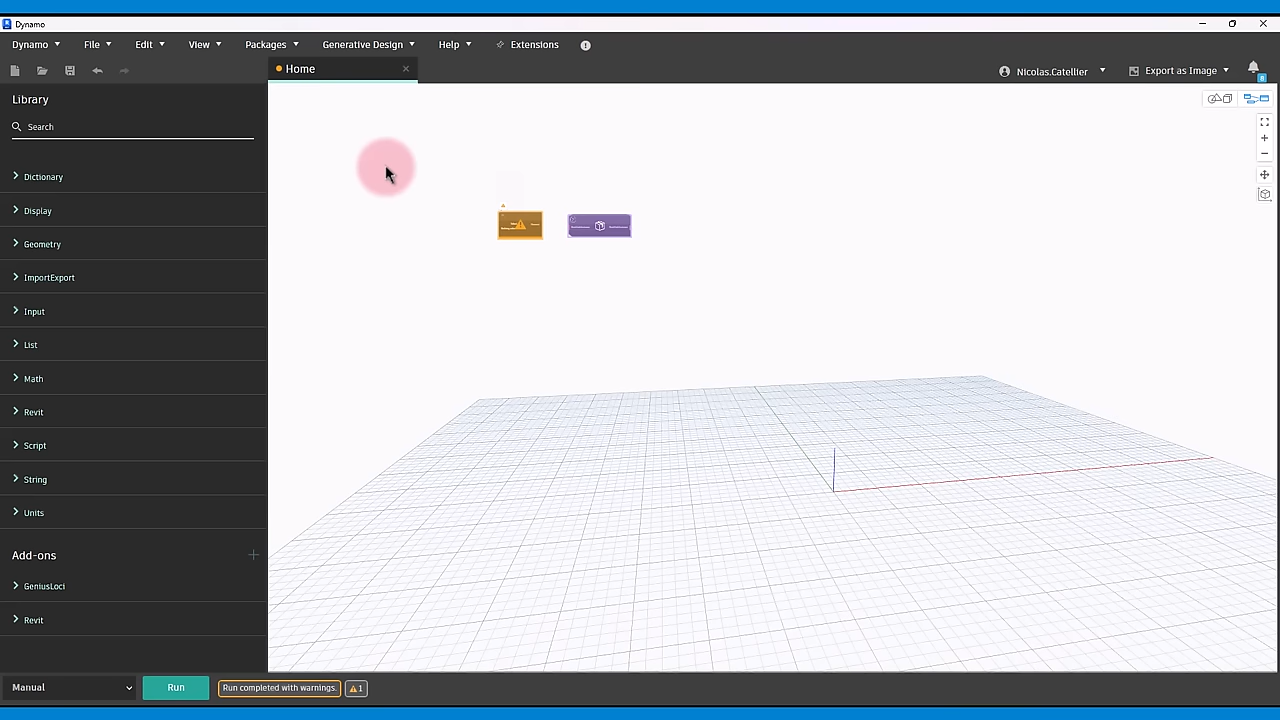 Dynamo
Dynamo File Edit View Packages Generative Design Help Extensions
Home
Nicolas.Catellier Export as Image
8
Library
Search
Dictionary
Display
Geometry
ImportExport
Input
List
Math
Revit
Script
String
Units
Add-ons
GeniusLoci
Revit
Manual Run Run completed with warnings. 1